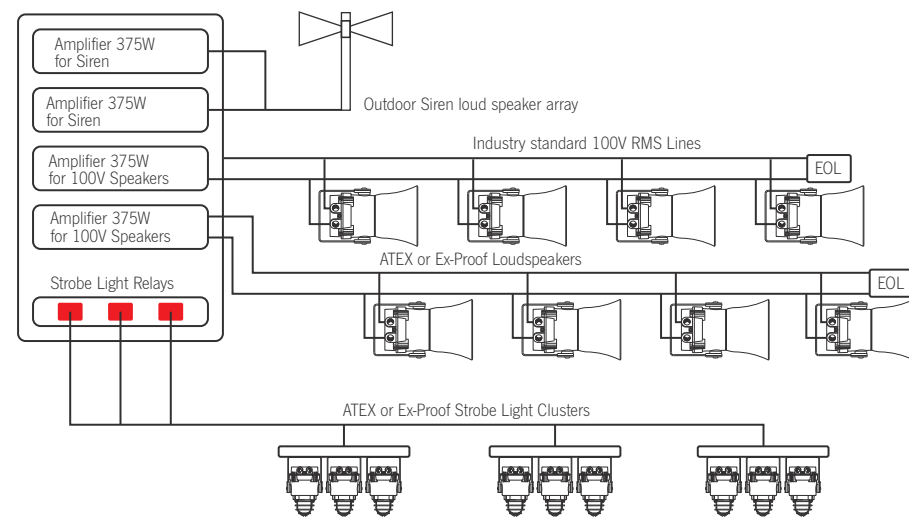 Amplifier 375W
for Siren
Amplifier 375W
for Siren
Outdoor Siren loud speaker array
Amplifier 375W
for 100V Speakers
Industry standard 100V RMS Lines
EOL
Amplifier 375W
for 100V Speakers
ATEX or Ex-Proof Loudspeakers
EOL
Strobe Light Relays
ATEX or Ex-Proof Strobe Light Clusters